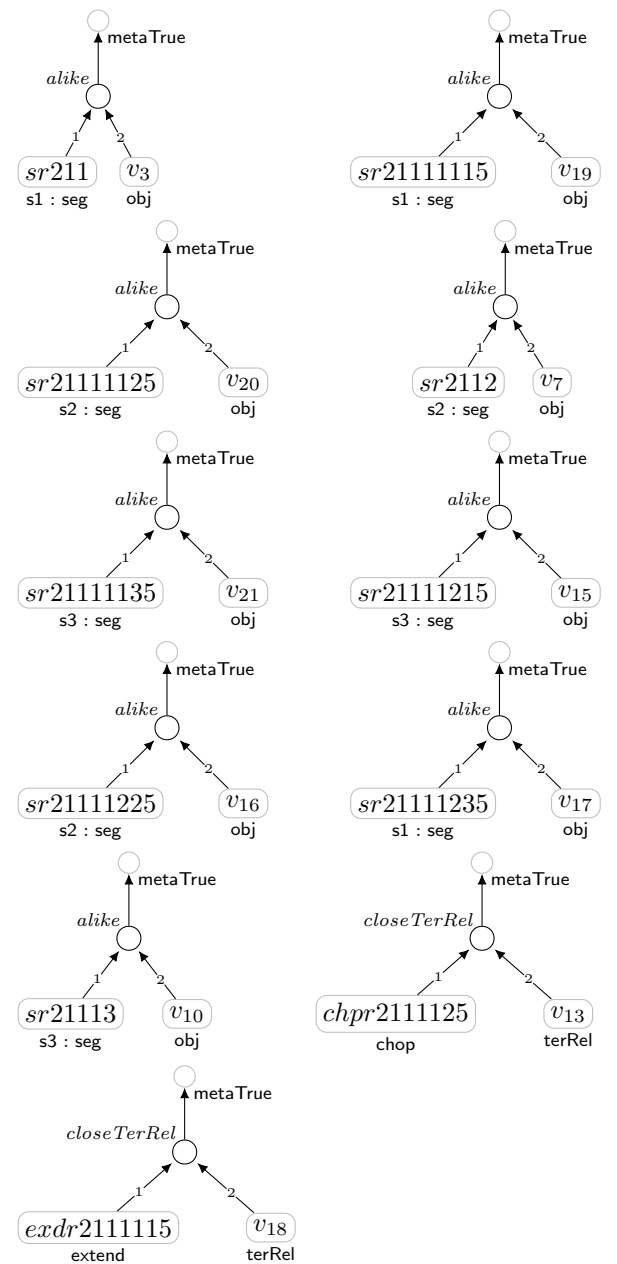 metaTrue metaTrue
alike alike
1 2 1 2
sr211 v3 sr21111115 v19
s1 : seg obj s1 : seg obj
metaTrue metaTrue
alike alike
1 2 1 2
sr21111125 v20 sr2112 v7
s2 : seg obj s2 : seg obj
metaTrue metaTrue
alike alike
1 2 1 2
sr21111135 v21 sr21111215 v15
s3 : seg obj s3 : seg obj
metaTrue metaTrue
alike alike
1 2 1 2
sr21111225 v16 sr21111235 v17
s2 : seg obj s1 : seg obj
metaTrue metaTrue
alike closeTerRel
1 2 1 2
sr21113 v10 chpr2111125 v13
s3 : seg obj chop terRel
metaTrue
closeTerRel
1 2
exdr2111115 v18
extend terRel